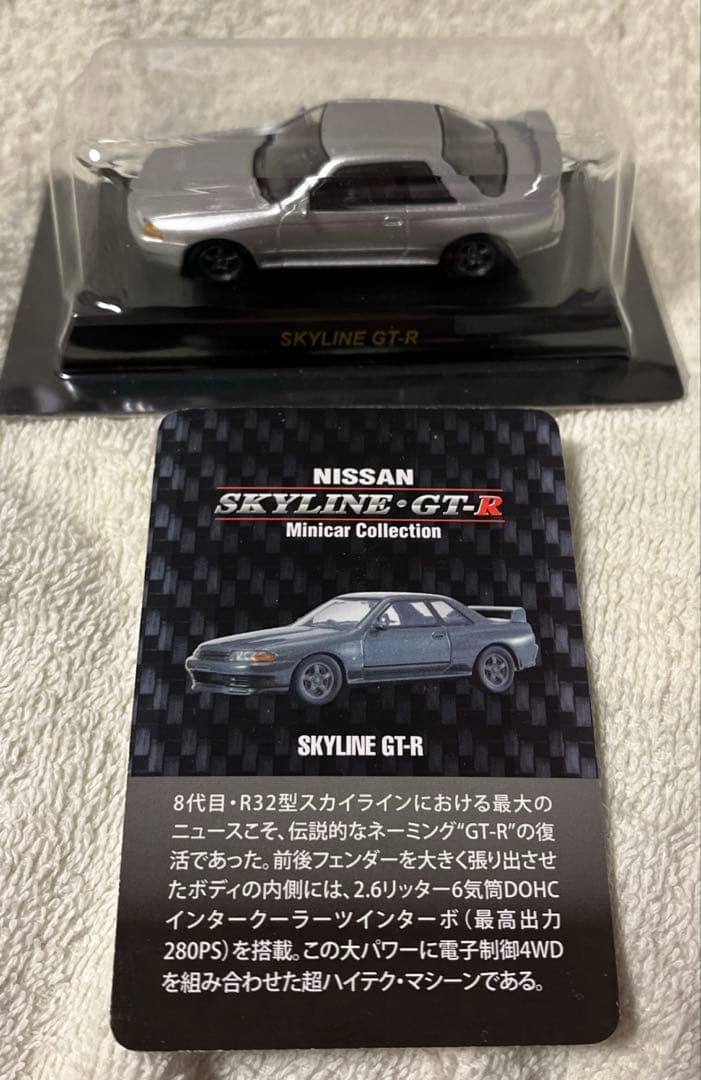 SKYLINE GT-R
NISSAN
SKYLINE・GT-R
Minicar Collection
SKYLINE GT-R
8代目・R32型スカイラインにおける最大の
ニュースこそ、伝説的なネーミング“GT-R”の復
活であった。前後フェンダーを大きく張り出させ
たボディの内側には、2.6リッター6気筒DOHC
インタークーラーツインターボ(最高出力
280PS)を搭載。この大パワーに電子制御4WD
を組み合わせた超ハイテク・マシーンである。